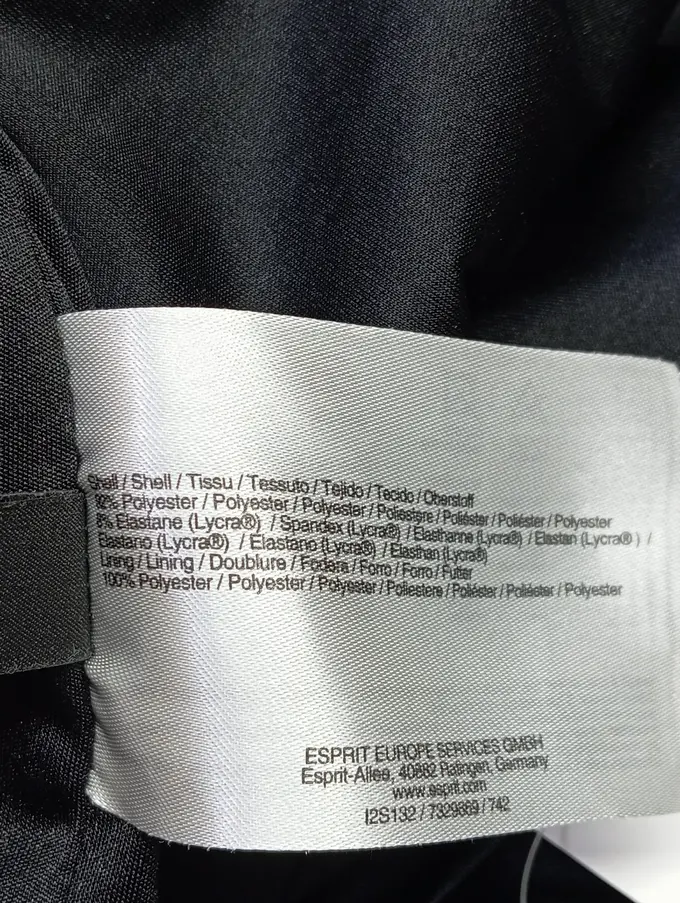 Shell / Shell / Tissu / Tessuto / Tejido / Tecido / Oberstoff
92% Polyester / Polyester / Polyester / Poliestere / Poliéster / Poliéster / Polyester
8% Elastane (Lycra®) / Spandex (Lycra®) / Elasthanne (Lycra®) / Elastan (Lycra®) /
Elastano (Lycra®) / Elastano (Lycra®) / Elasthan (Lycra®)
Lining / Lining / Doublure / Fodera / Forro / Forro / Futter
100% Polyester / Polyester / Polyester / Poliestere / Poliéster / Poliéster / Polyester
ESPRIT EUROPE SERVICES GMBH
Esprit-Allee, 40882 Ratingen, Germany
www.esprit.com
I2S132 / 7329869 / 742